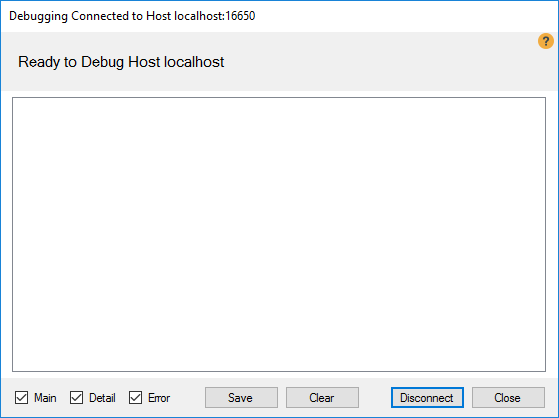 Debugging Connected to Host localhost:16650
?
Ready to Debug Host localhost
Main Detail Error Save Clear Disconnect Close